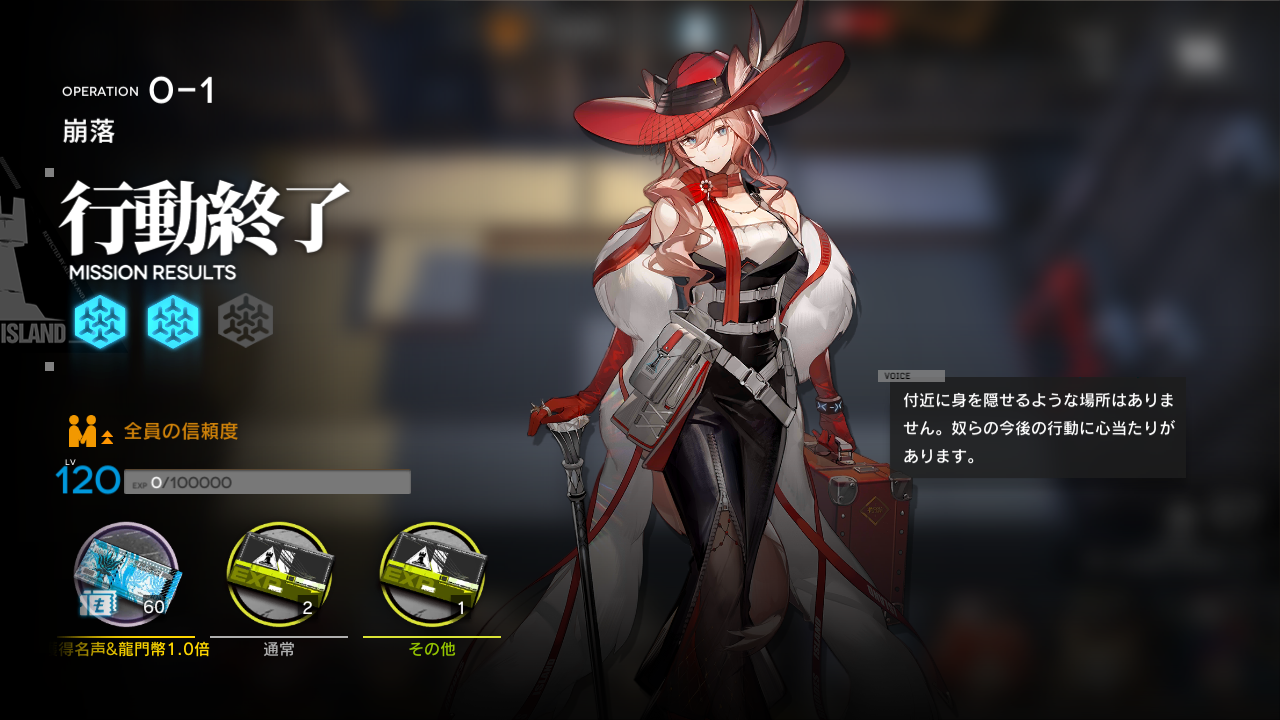 OPERATION O-1
崩落
行動終了
MISSION RESULTS
ISLAND
全員の信頼度
LV
120
EXP 0/100000
VOICE
付近に身を隠せるような場所はありま
せん。奴らの今後の行動に心当たりが
あります。
60
EXP 2
EXP 1
得名声&龍門幣1.0倍
通常
その他